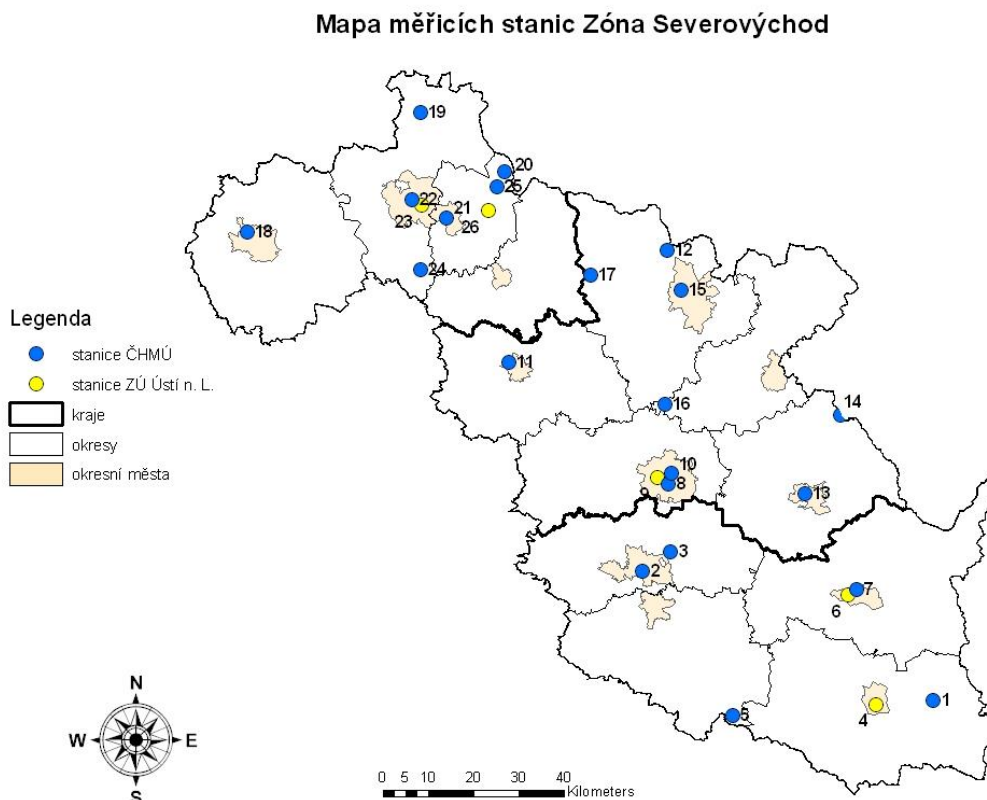 Mapa měřicích stanic Zóna Severovýchod
19
20
25
22
21
23
26
18
12
24
17
15
Legenda
stanice ČHMÚ
11
stanice ZÚ Ústí n. L.
kraje
16
14
okresy
okresní města
10
8
9
13
3
2
7
6
N
1
5
4
W
E
S
0 5 10 20 30 40
Kilometers